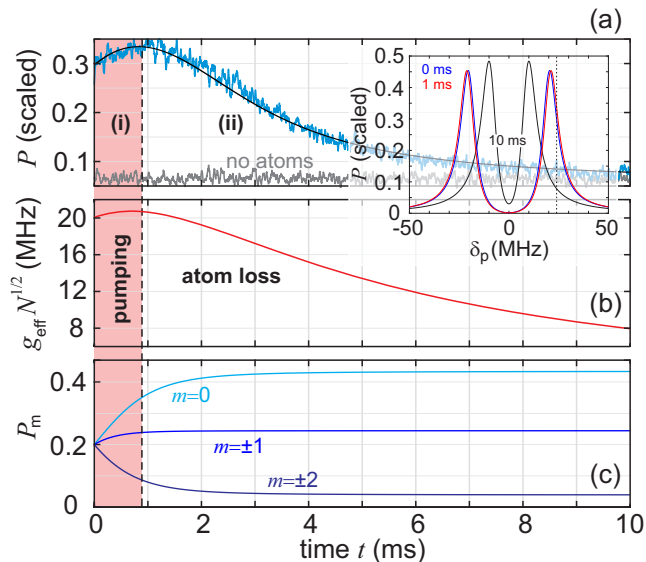 (a)
P (scaled)
0.3
0.2
0.1
(i)
(ii)
no atoms
P (scaled)
0.5
0.4
0.3
0.2
0.1
0
0 ms
1 ms
10 ms
-50
0
50
δp(MHz)
(b)
geff N1/2 (MHz)
20
16
12
8
pumping
atom loss
(c)
Pm
0.4
0.2
0
m=0
m=±1
m=±2
0
2
4
6
8
10
time t (ms)